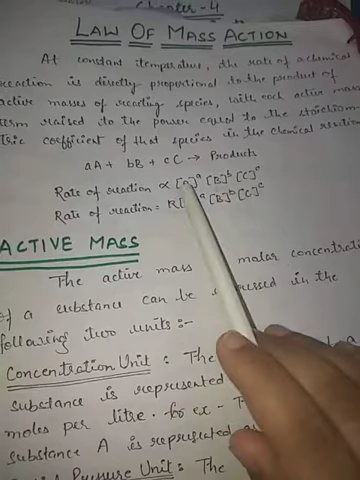 Chapter-4
LAW OF MASS ACTION
At constant temperature, the rate of a chemical
reaction is directly proportional to the product of
active masses of reacting species, with each active mass
term raised to the power equal to the stoichiom
tric coefficient of that species in the chemical reaction
aA + bB + cC → Products
Rate of reaction ∝ [A]ᵃ [B]ᵇ [C]ᶜ
Rate of reaction = K[ ᵃ [B]ᵇ [C]ᶜ
ACTIVE MASS
The active mass molar concentra
of a substance can be in the
following two units :-
Concentration Unit : The
substance is represented
moles per litre. for ex -
substance A is represented
Pressure Unit : The